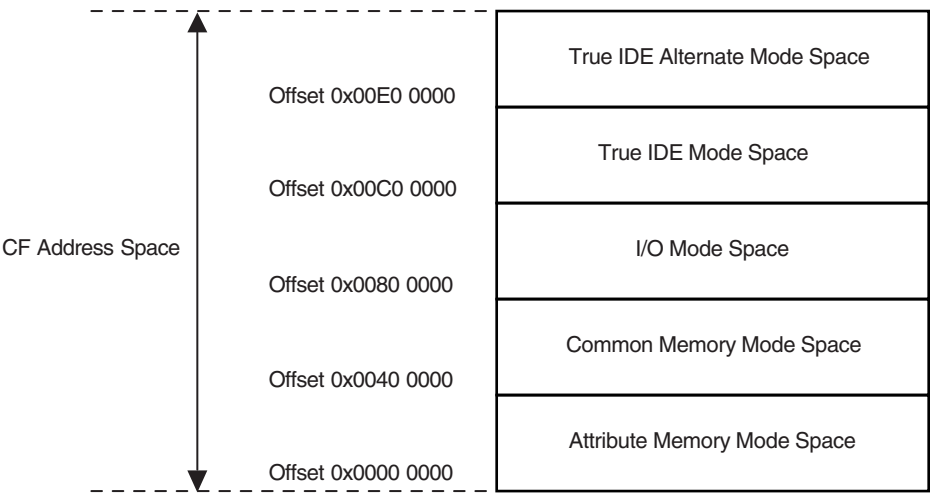 True IDE Alternate Mode Space
Offset 0x00E0 0000
True IDE Mode Space
Offset 0x00C0 0000
CF Address Space
I/O Mode Space
Offset 0x0080 0000
Common Memory Mode Space
Offset 0x0040 0000
Attribute Memory Mode Space
Offset 0x0000 0000